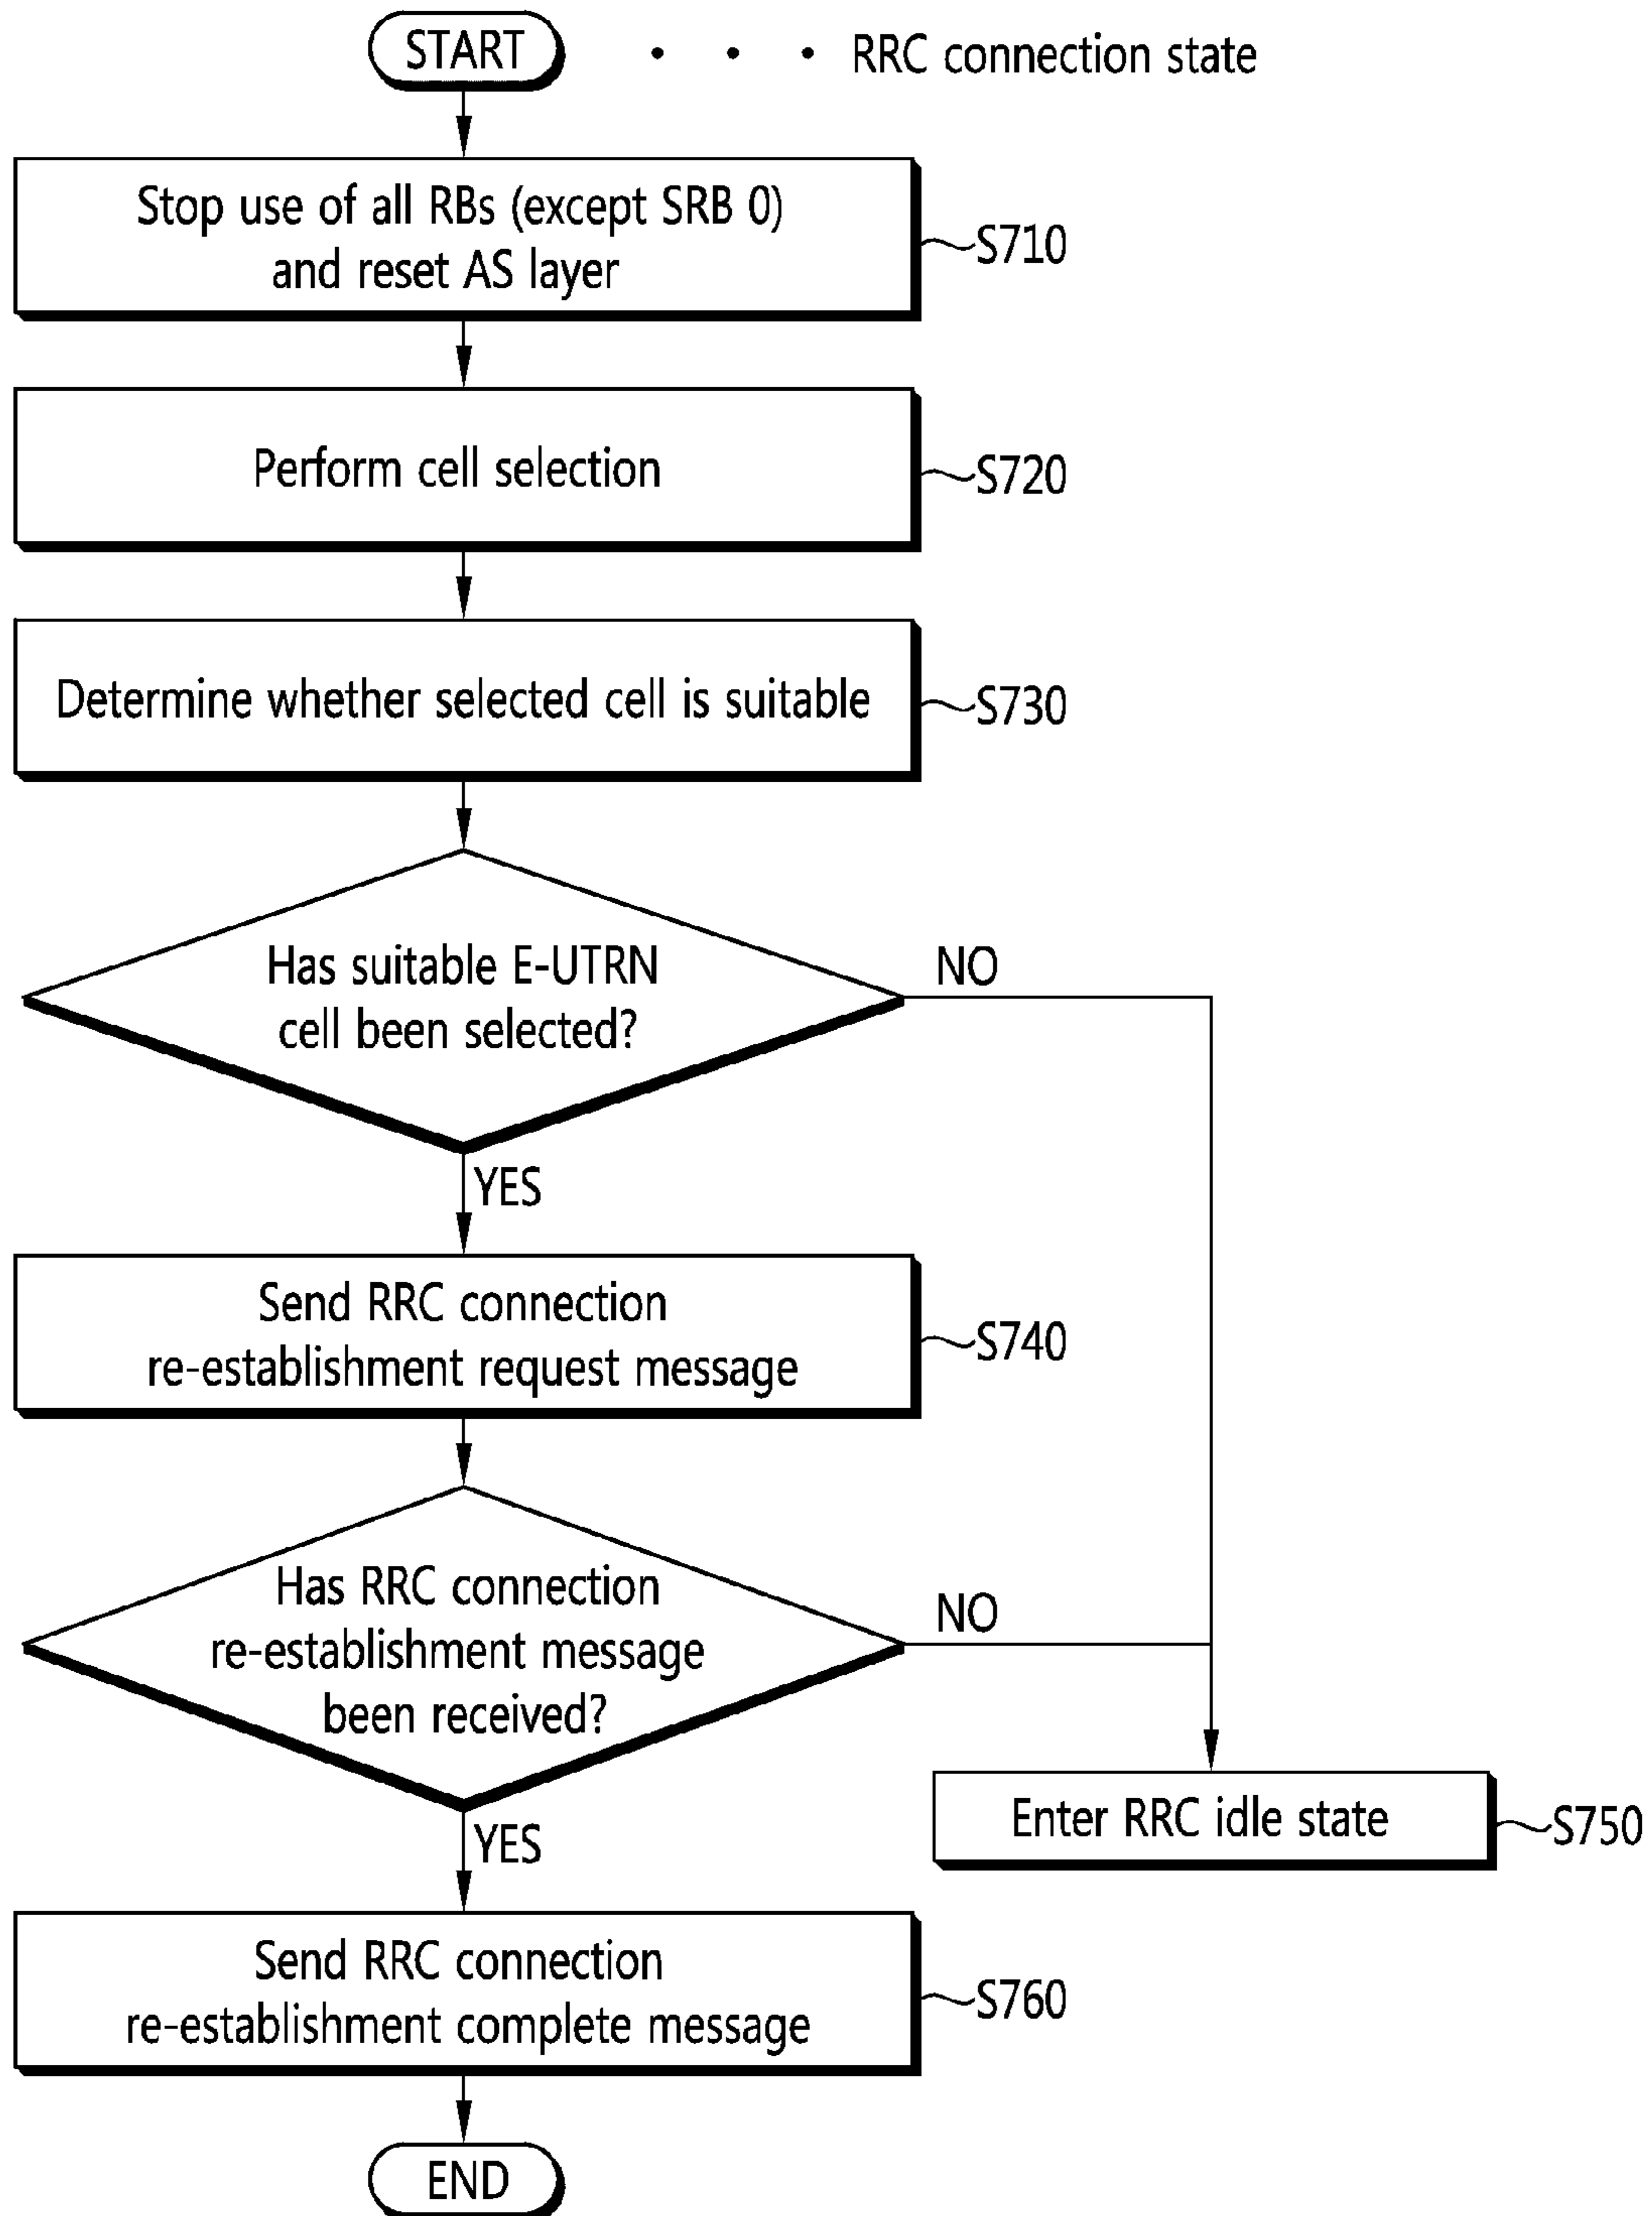 START
• • • RRC connection state
Stop use of all RBs (except SRB 0)
and reset AS layer
S710
Perform cell selection
S720
Determine whether selected cell is suitable
S730
Has suitable E-UTRN
cell been selected?
NO
YES
Send RRC connection
re-establishment request message
S740
Has RRC connection
re-establishment message
been received?
NO
YES
Enter RRC idle state
S750
Send RRC connection
re-establishment complete message
S760
END